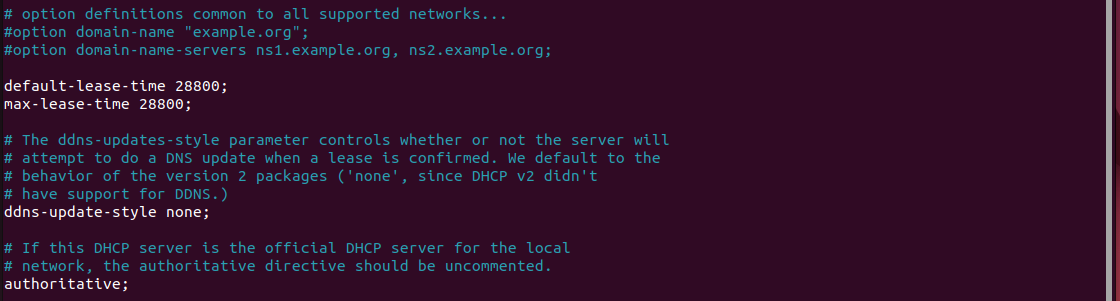 # option definitions common to all supported networks...
#option domain-name "example.org";
#option domain-name-servers ns1.example.org, ns2.example.org;
default-lease-time 28800;
max-lease-time 28800;
# The ddns-updates-style parameter controls whether or not the server will
# attempt to do a DNS update when a lease is confirmed. We default to the
# behavior of the version 2 packages ('none', since DHCP v2 didn't
# have support for DDNS.)
ddns-update-style none;
# If this DHCP server is the official DHCP server for the local
# network, the authoritative directive should be uncommented.
authoritative;